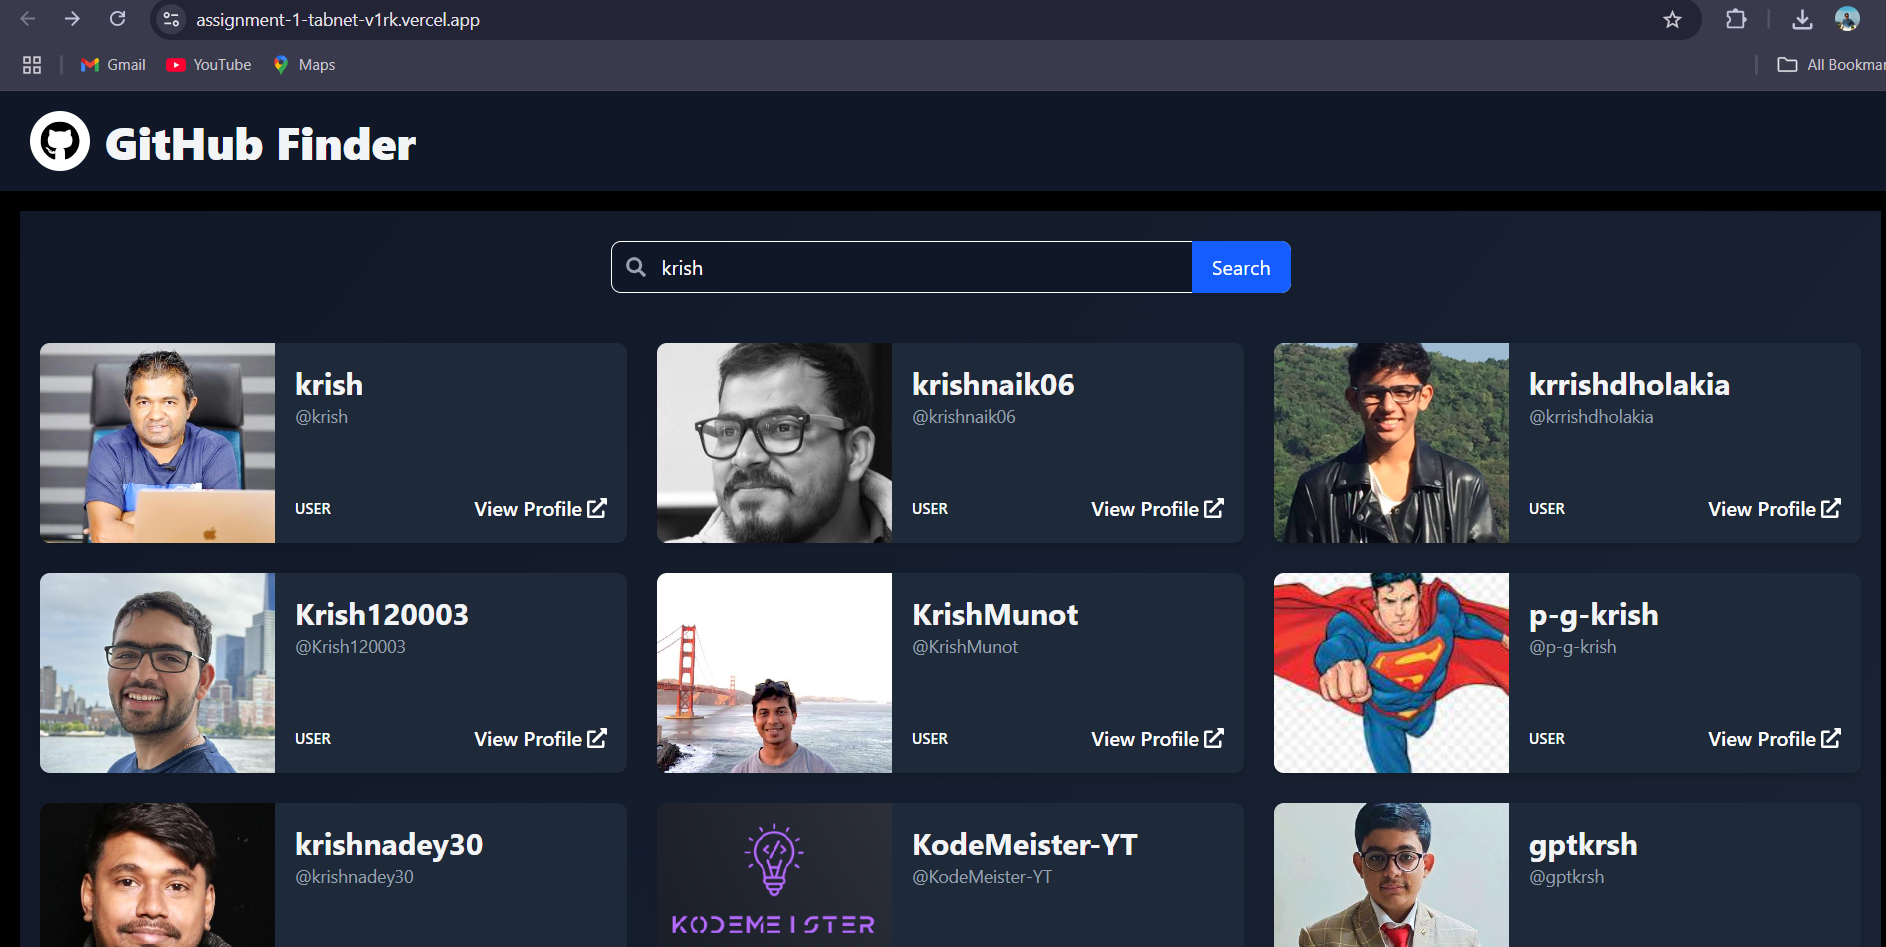 assignment-1-tabnet-v1rk.vercel.app
Gmail YouTube Maps All Bookmar
GitHub Finder
krish Search
krish
@krish
USER View Profile
krishnaik06
@krishnaik06
USER View Profile
krrishdholakia
@krrishdholakia
USER View Profile
Krish120003
@Krish120003
USER View Profile
KrishMunot
@KrishMunot
USER View Profile
p-g-krish
@p-g-krish
USER View Profile
krishnadey30
@krishnadey30
KODEMEISTER
KodeMeister-YT
@KodeMeister-YT
gptkrsh
@gptkrsh